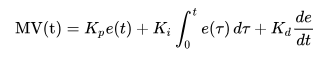 MV(t) = K_p e(t) + K_i ∫_0^t e(τ) dτ + K_d de/dt